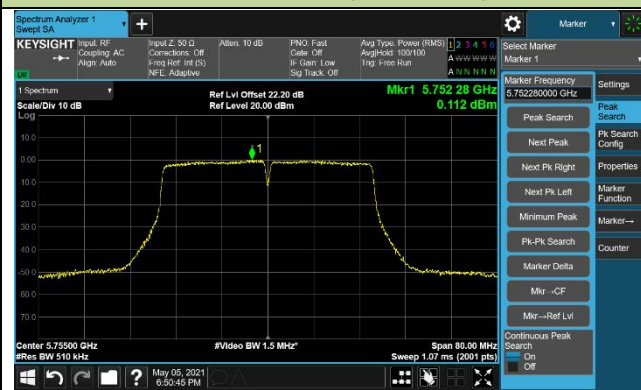 Spectrum Analyzer 1
Swept SA
+
Marker
KEYSIGHT
Input: RF
Coupling: AC
Align: Auto
Input Z: 50 Ω
Corrections: Off
Freq Ref: Int (S)
NFE: Adaptive
Atten: 10 dB
PNO: Fast
Gate: Off
IF Gain: Low
Sig Track: Off
Avg Type: Power (RMS)
Avg|Hold: 100/100
Trig: Free Run
1 2 3 4 5 6
A W W W W W
A N N N N N
LNI
Select Marker
Marker 1
1 Spectrum
Scale/Div 10 dB
Log
Ref Lvl Offset 22.20 dB
Ref Level 20.00 dBm
Mkr1 5.752 28 GHz
0.112 dBm
1
10.0
0.00
-10.0
-20.0
-30.0
-40.0
-50.0
-60.0
-70.0
Center 5.75500 GHz
#Res BW 510 kHz
#Video BW 1.5 MHz*
Span 80.00 MHz
Sweep 1.07 ms (2001 pts)
Marker Frequency
5.752280000 GHz
Peak Search
Next Peak
Next Pk Right
Next Pk Left
Minimum Peak
Pk-Pk Search
Marker Delta
Mkr→CF
Mkr→Ref Lvl
Continuous Peak
Search
On
Off
Settings
Peak
Search
Pk Search
Config
Properties
Marker
Function
Marker→
Counter
?
May 05, 2021
6:50:45 PM